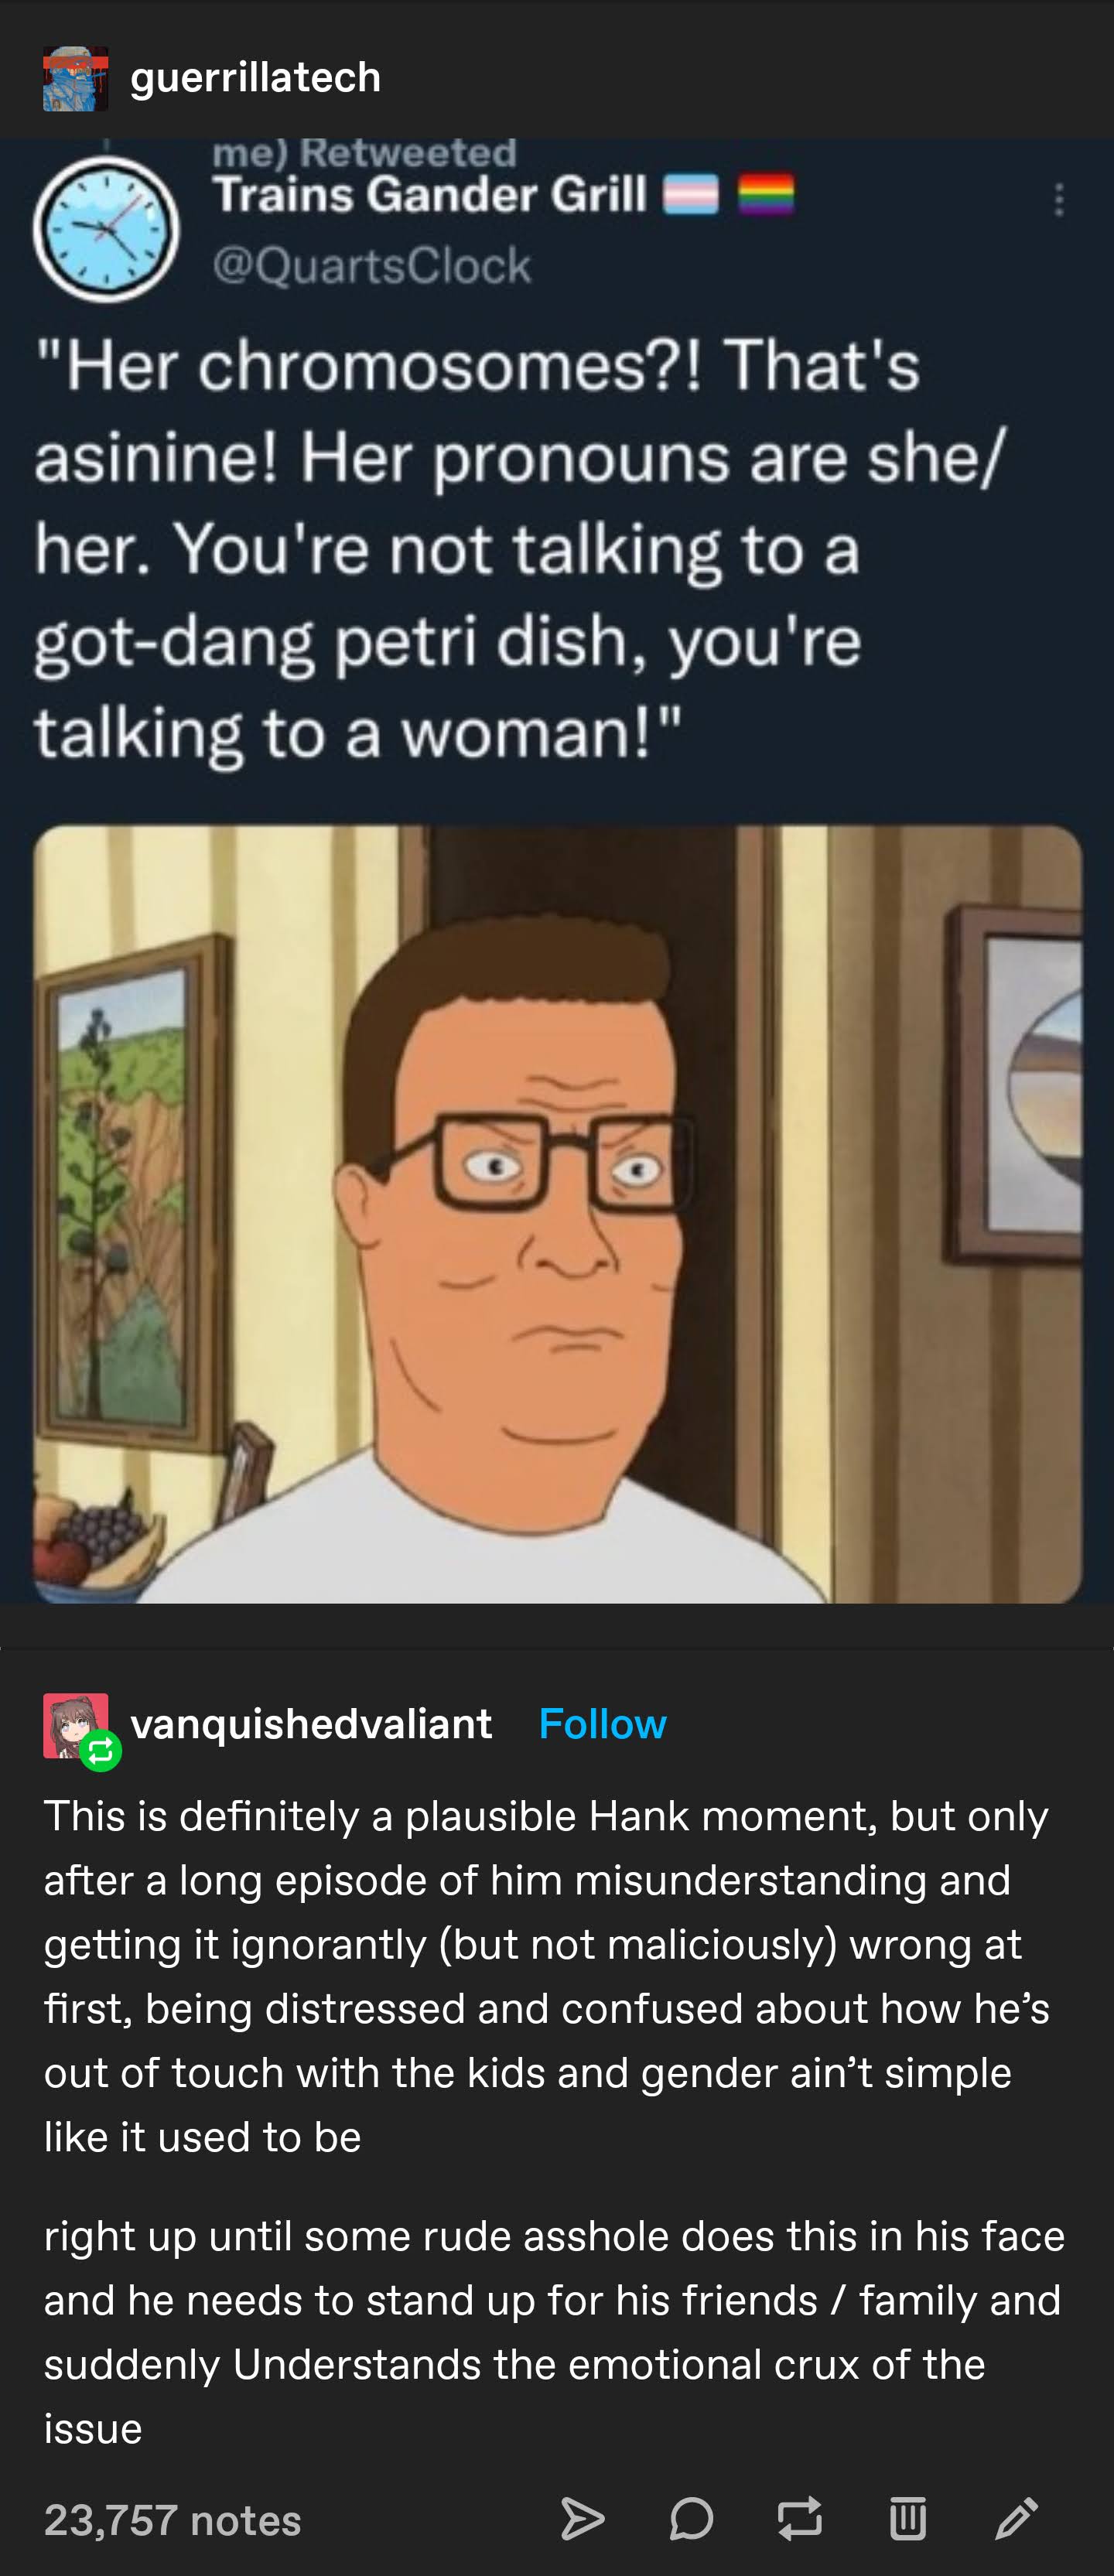 guerrillatech
me) Retweeted
Trains Gander Grill 🏳️‍⚧️ 🏳️‍🌈
@QuartsClock
"Her chromosomes?! That's
asinine! Her pronouns are she/
her. You're not talking to a
got-dang petri dish, you're
talking to a woman!"
vanquishedvaliant Follow
This is definitely a plausible Hank moment, but only
after a long episode of him misunderstanding and
getting it ignorantly (but not maliciously) wrong at
first, being distressed and confused about how he’s
out of touch with the kids and gender ain’t simple
like it used to be
right up until some rude asshole does this in his face
and he needs to stand up for his friends / family and
suddenly Understands the emotional crux of the
issue
23,757 notes